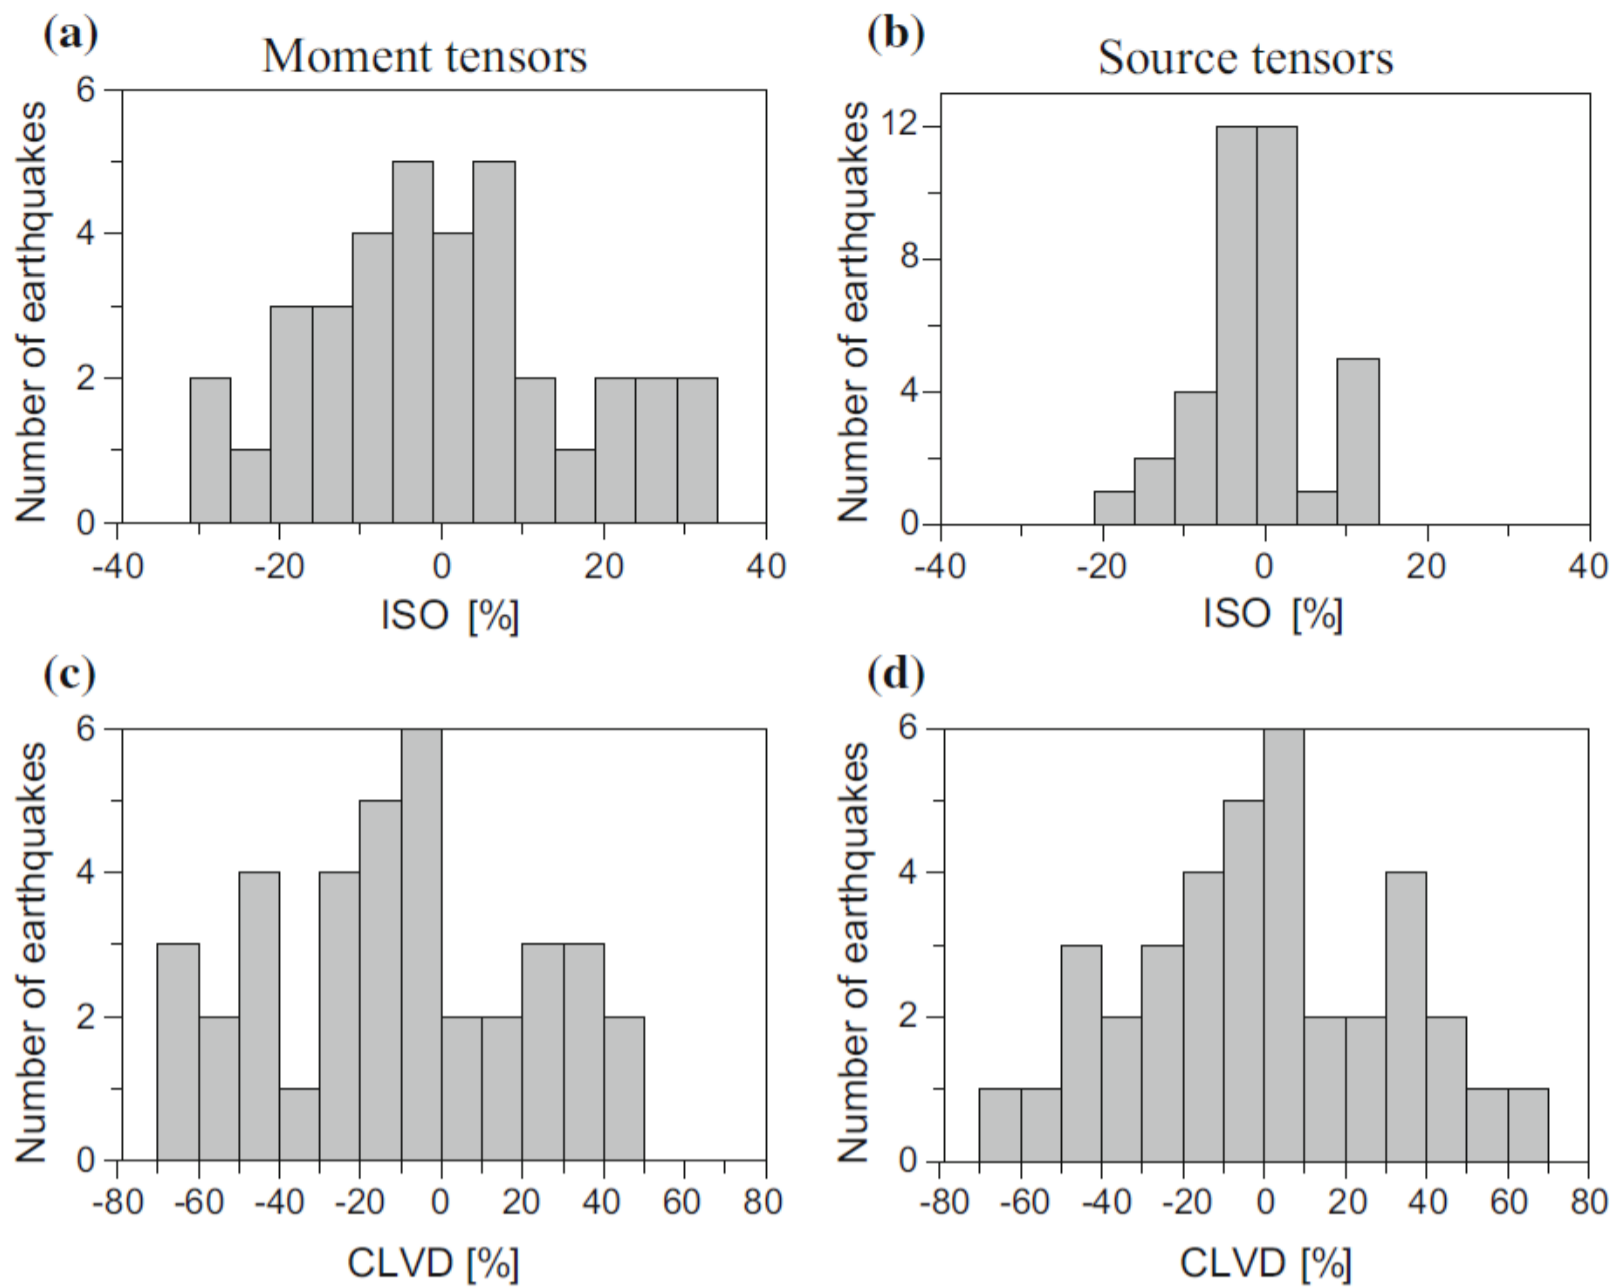 (a)
Moment tensors
Number of earthquakes
6
4
2
0
-40 -20 0 20 40
ISO [%]
(b)
Source tensors
Number of earthquakes
12
8
4
0
-40 -20 0 20 40
ISO [%]
(c)
Number of earthquakes
6
4
2
0
-80 -60 -40 -20 0 20 40 60 80
CLVD [%]
(d)
Number of earthquakes
6
4
2
0
-80 -60 -40 -20 0 20 40 60 80
CLVD [%]